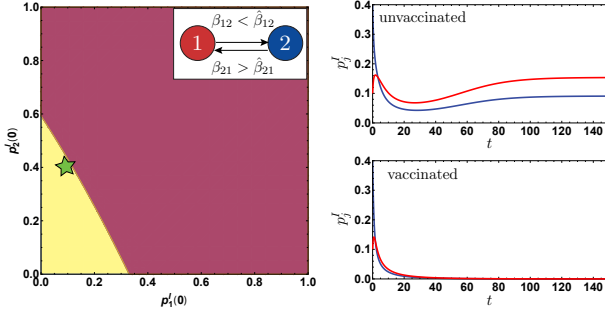 β₁₂ < β̂₁₂
1 2
β₂₁ > β̂₂₁
1.0
0.8
0.6
0.4
0.2
0.0
p₂ᴵ(0)
0.0 0.2 0.4 0.6 0.8 1.0
p₁ᴵ(0)
unvaccinated
0.4
0.3
0.2
0.1
0.0
pⱼᴵ
0 20 40 60 80 100 120 140
t
vaccinated
0.4
0.3
0.2
0.1
0.0
pⱼᴵ
0 20 40 60 80 100 120 140
t